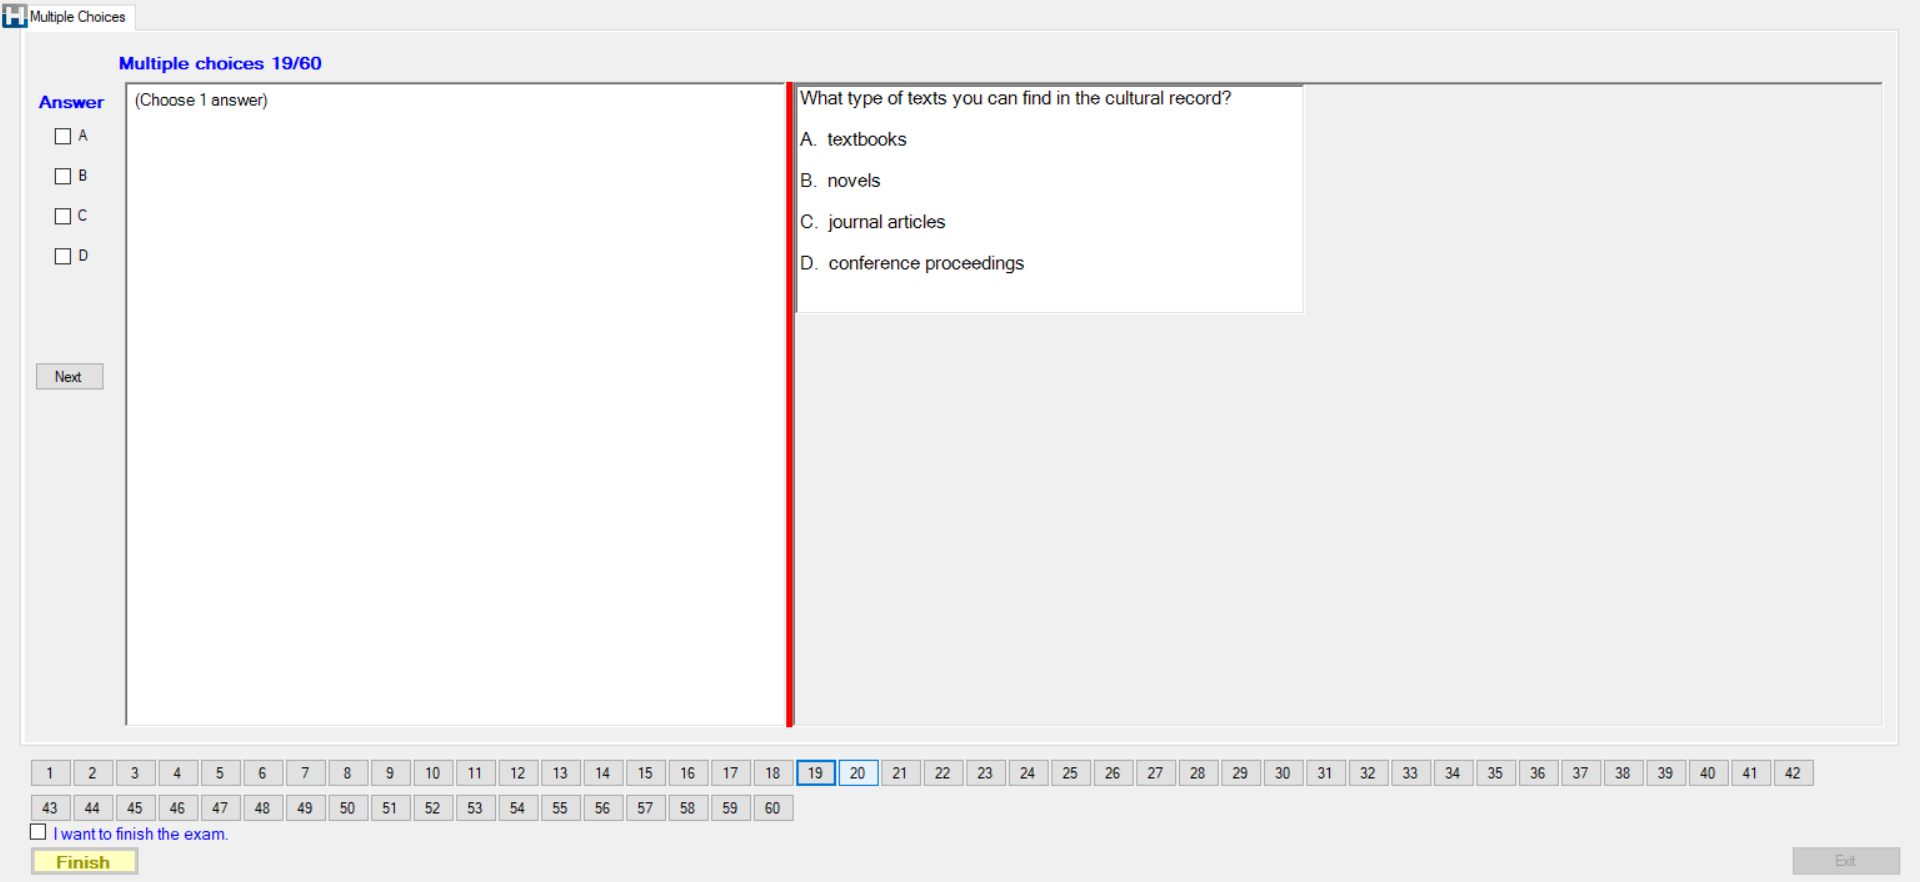 Multiple Choices
Multiple choices 19/60
Answer
A
B
C
D
Next
(Choose 1 answer)
What type of texts you can find in the cultural record?
A. textbooks
B. novels
C. journal articles
D. conference proceedings
1 2 3 4 5 6 7 8 9 10 11 12 13 14 15 16 17 18 19 20 21 22 23 24 25 26 27 28 29 30 31 32 33 34 35 36 37 38 39 40 41 42
43 44 45 46 47 48 49 50 51 52 53 54 55 56 57 58 59 60
I want to finish the exam.
Finish
Exit